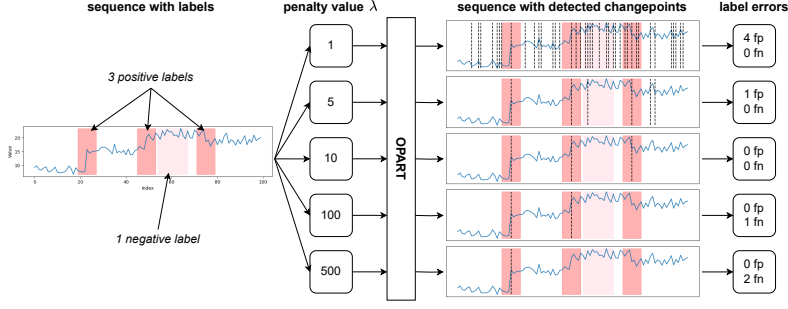 sequence with labels
penalty value λ
sequence with detected changepoints
label errors
3 positive labels
1 negative label
Value
20
15
10
0
20
40
60
80
100
Index
1
5
10
100
500
OPART
4 fp
0 fn
1 fp
0 fn
0 fp
0 fn
0 fp
1 fn
0 fp
2 fn